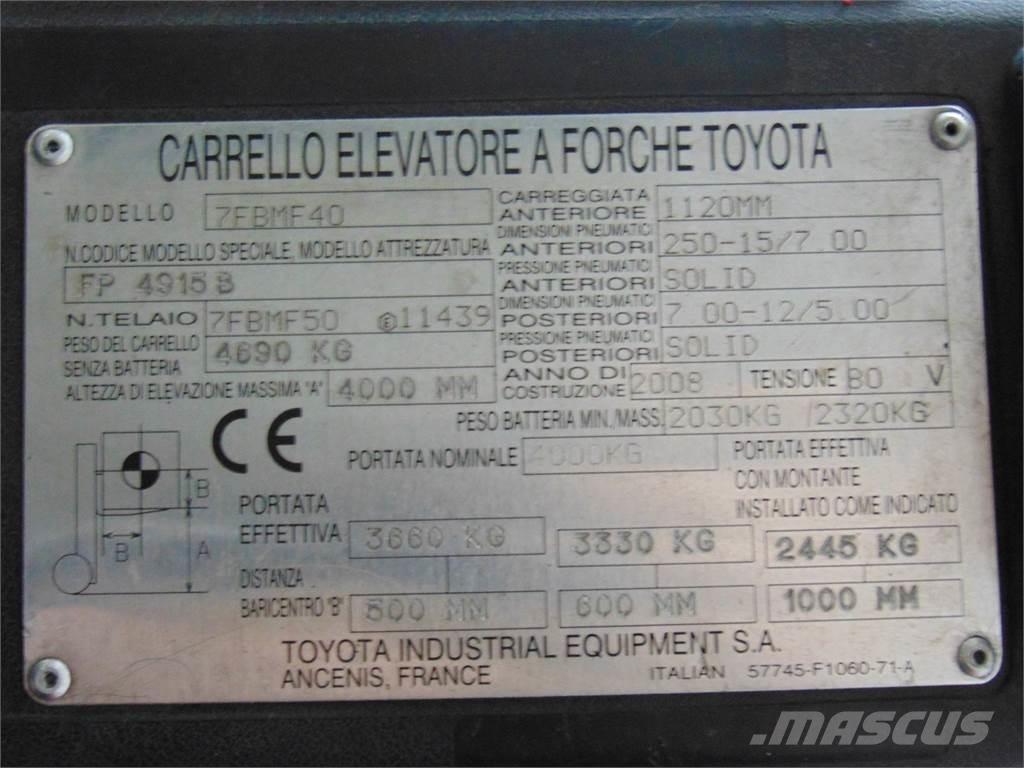 CARRELLO ELEVATORE A FORCHE TOYOTA
MODELLO 7FBMF40
N.CODICE MODELLO SPECIALE, MODELLO ATTREZZATURA
FP 4915 B
N.TELAIO 7FBMF50 E11439
PESO DEL CARRELLO SENZA BATTERIA 4690 KG
ALTEZZA DI ELEVAZIONE MASSIMA "A" 4000 MM
CARREGGIATA ANTERIORE 1120MM
DIMENSIONI PNEUMATICI ANTERIORI 250-15/7.00
PRESSIONE PNEUMATICI ANTERIORI SOLID
DIMENSIONI PNEUMATICI POSTERIORI 7.00-12/5.00
PRESSIONE PNEUMATICI POSTERIORI SOLID
ANNO DI COSTRUZIONE 2008 TENSIONE 80 V
PESO BATTERIA MIN./MASS. 2030KG / 2320KG
CE
PORTATA NOMINALE 4000KG
PORTATA EFFETTIVA
CON MONTANTE
INSTALLATO COME INDICATO
B
B
A
PORTATA
EFFETTIVA 3660 KG 3330 KG 2445 KG
DISTANZA
BARICENTRO "B" 500 MM 600 MM 1000 MM
TOYOTA INDUSTRIAL EQUIPMENT S.A.
ANCENIS, FRANCE
ITALIAN 57745-F1060-71-A
MASCUS